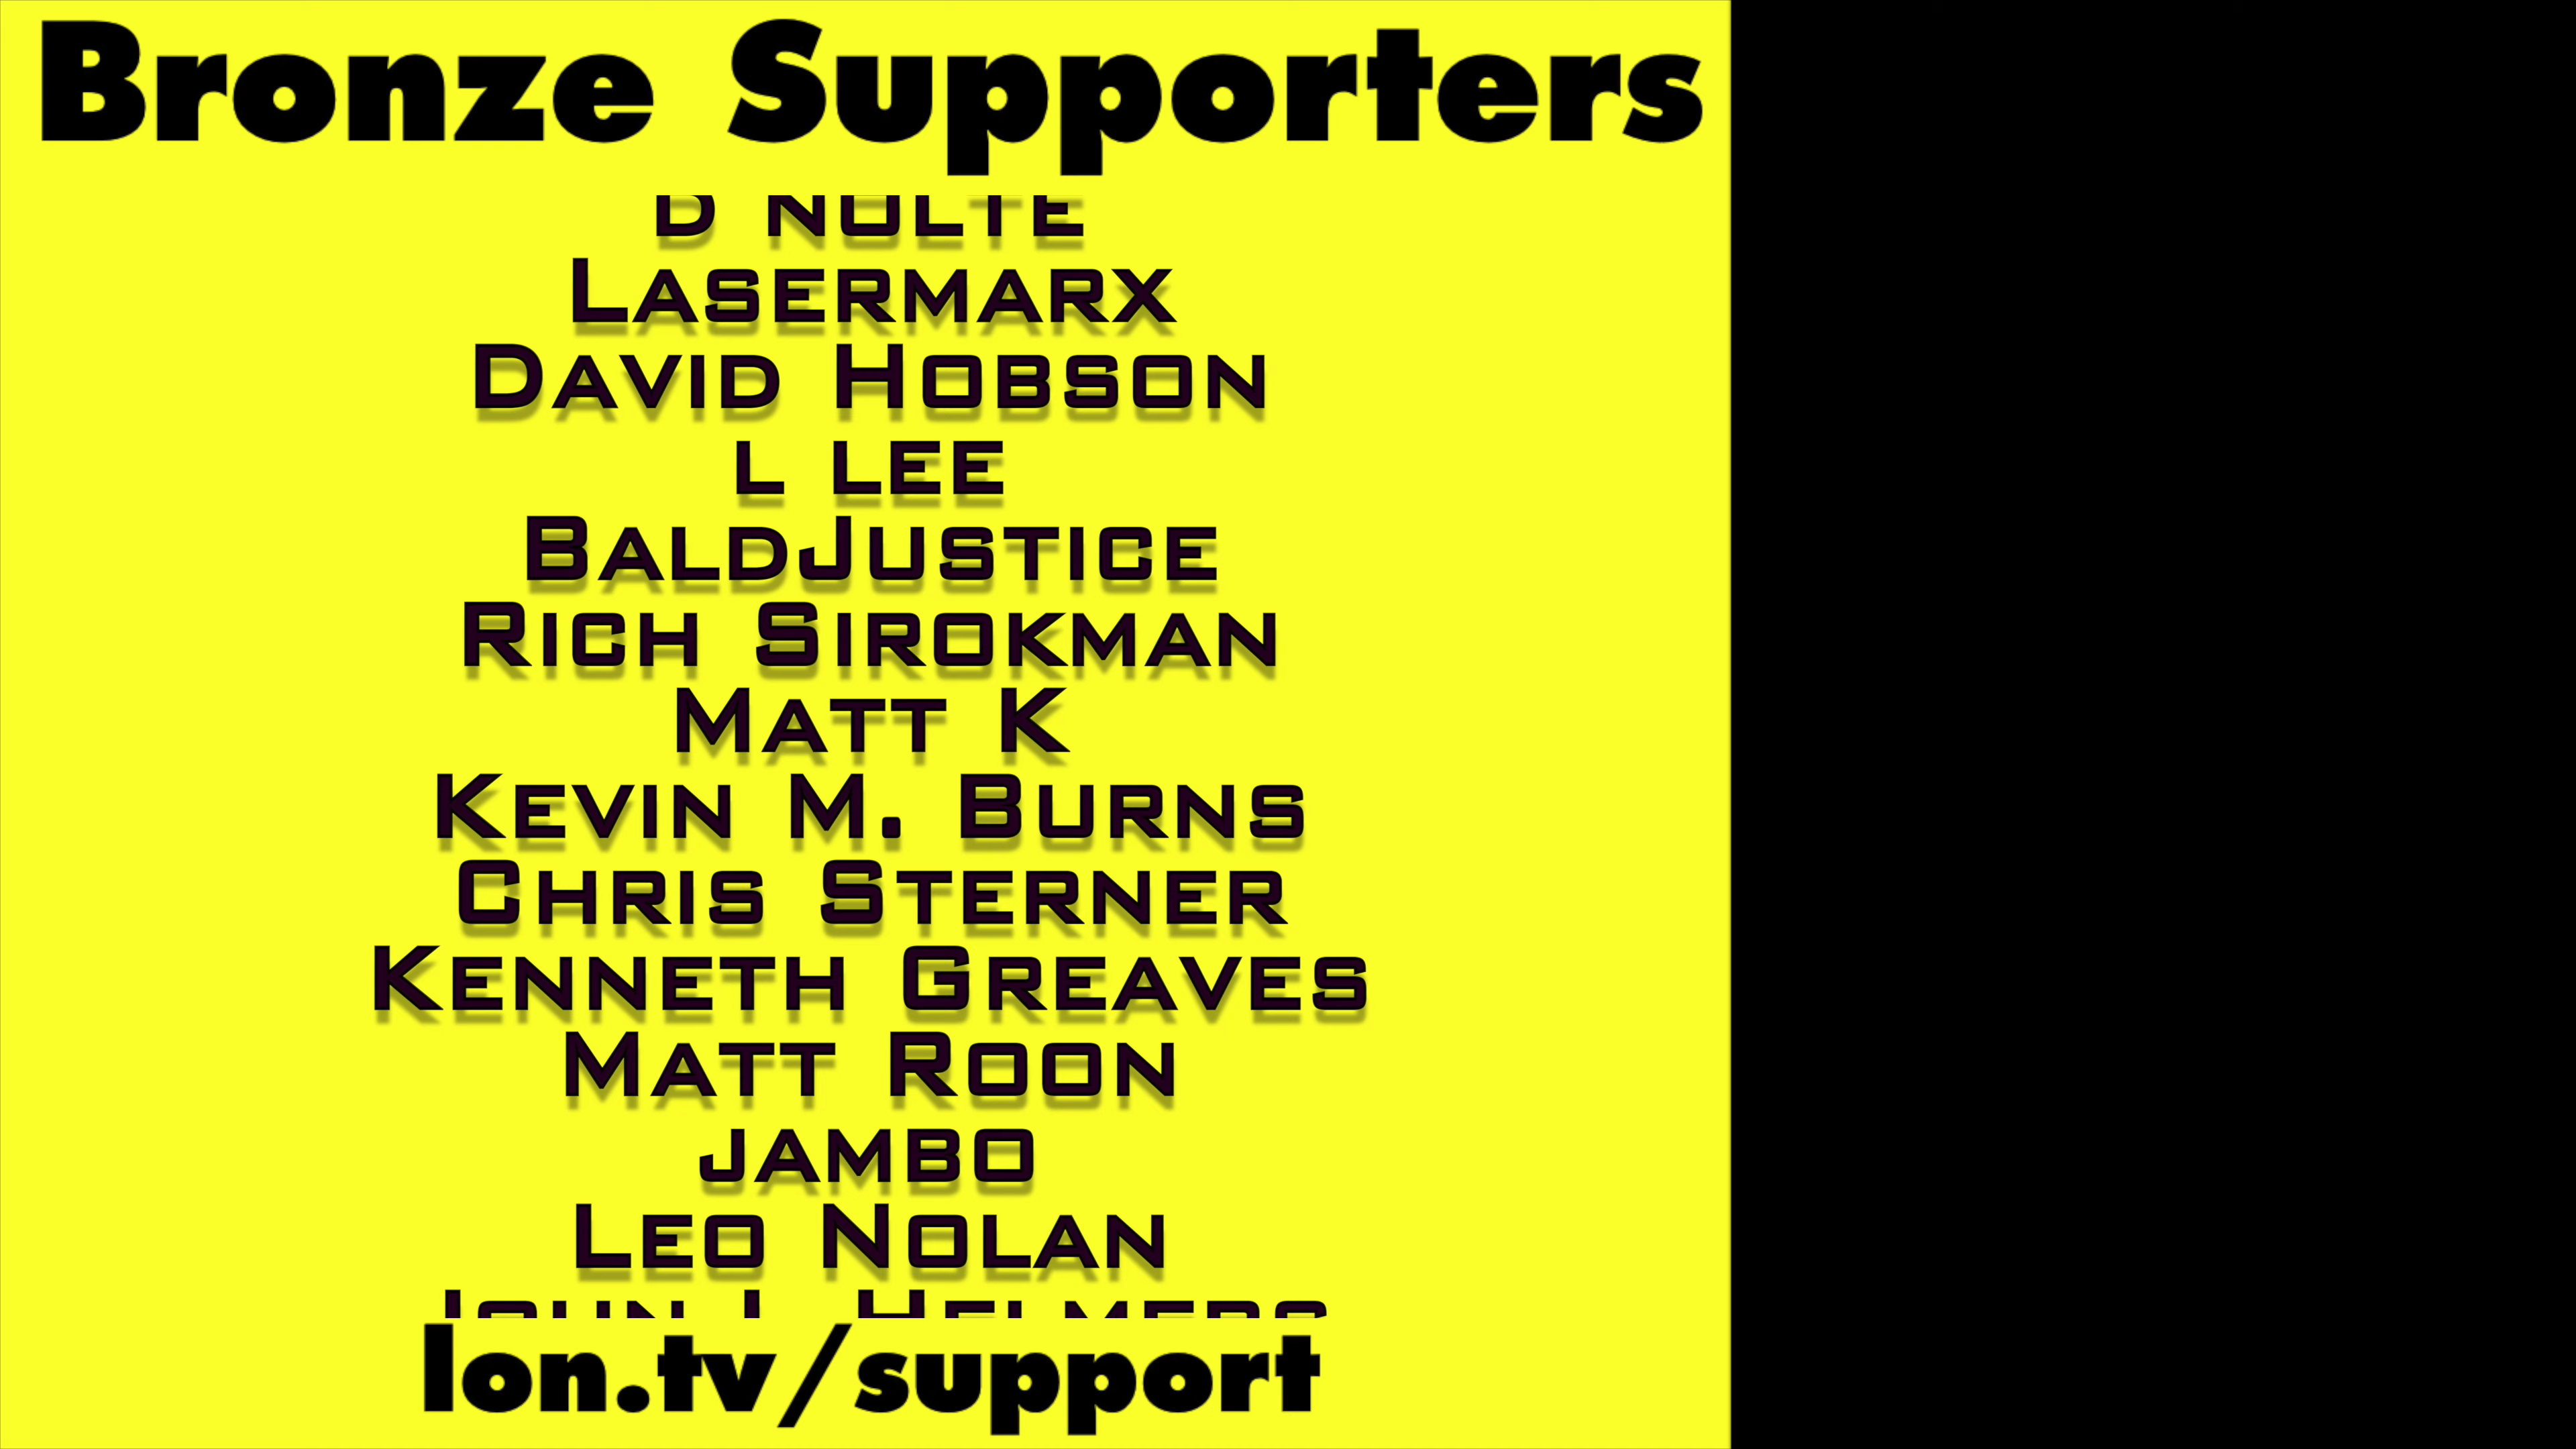 Bronze Supporters
D NOLTE
LASERMARX
DAVID HOBSON
L LEE
BALDJUSTICE
RICH SIROKMAN
MATT K
KEVIN M. BURNS
CHRIS STERNER
KENNETH GREAVES
MATT ROON
JAMBO
LEO NOLAN
lon.tv/support